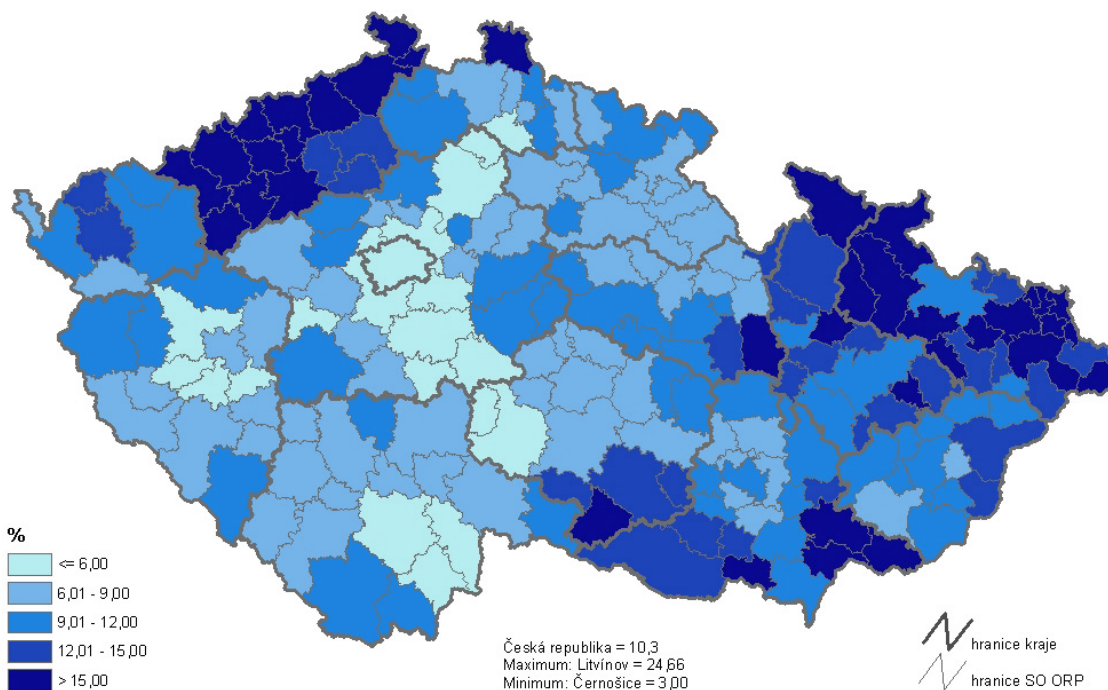 %
<= 6,00
6,01 - 9,00
9,01 - 12,00
12,01 - 15,00
> 15,00
Česká republika = 10,3
Maximum: Litvínov = 24,66
Minimum: Černošice = 3,00
hranice kraje
hranice SO ORP